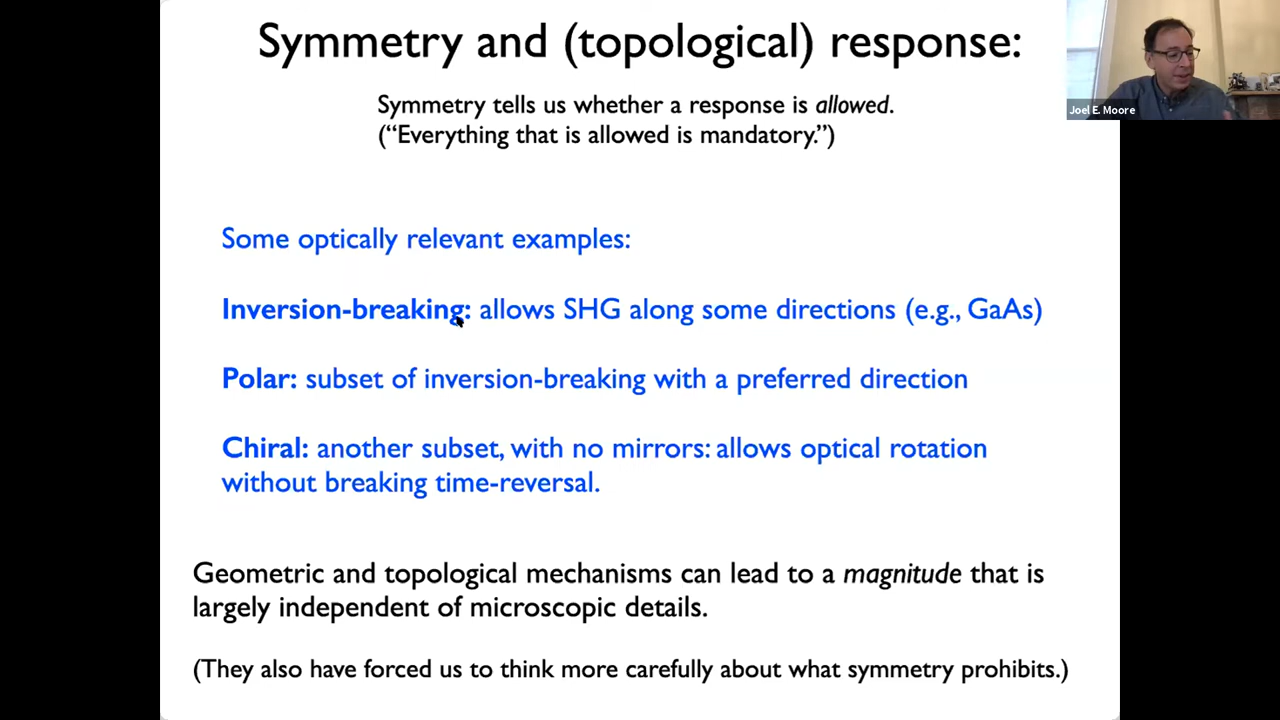 Symmetry and (topological) response:
Joel E. Moore
Symmetry tells us whether a response is allowed.
(“Everything that is allowed is mandatory.”)
Some optically relevant examples:
Inversion-breaking: allows SHG along some directions (e.g., GaAs)
Polar: subset of inversion-breaking with a preferred direction
Chiral: another subset, with no mirrors: allows optical rotation
without breaking time-reversal.
Geometric and topological mechanisms can lead to a magnitude that is
largely independent of microscopic details.
(They also have forced us to think more carefully about what symmetry prohibits.)